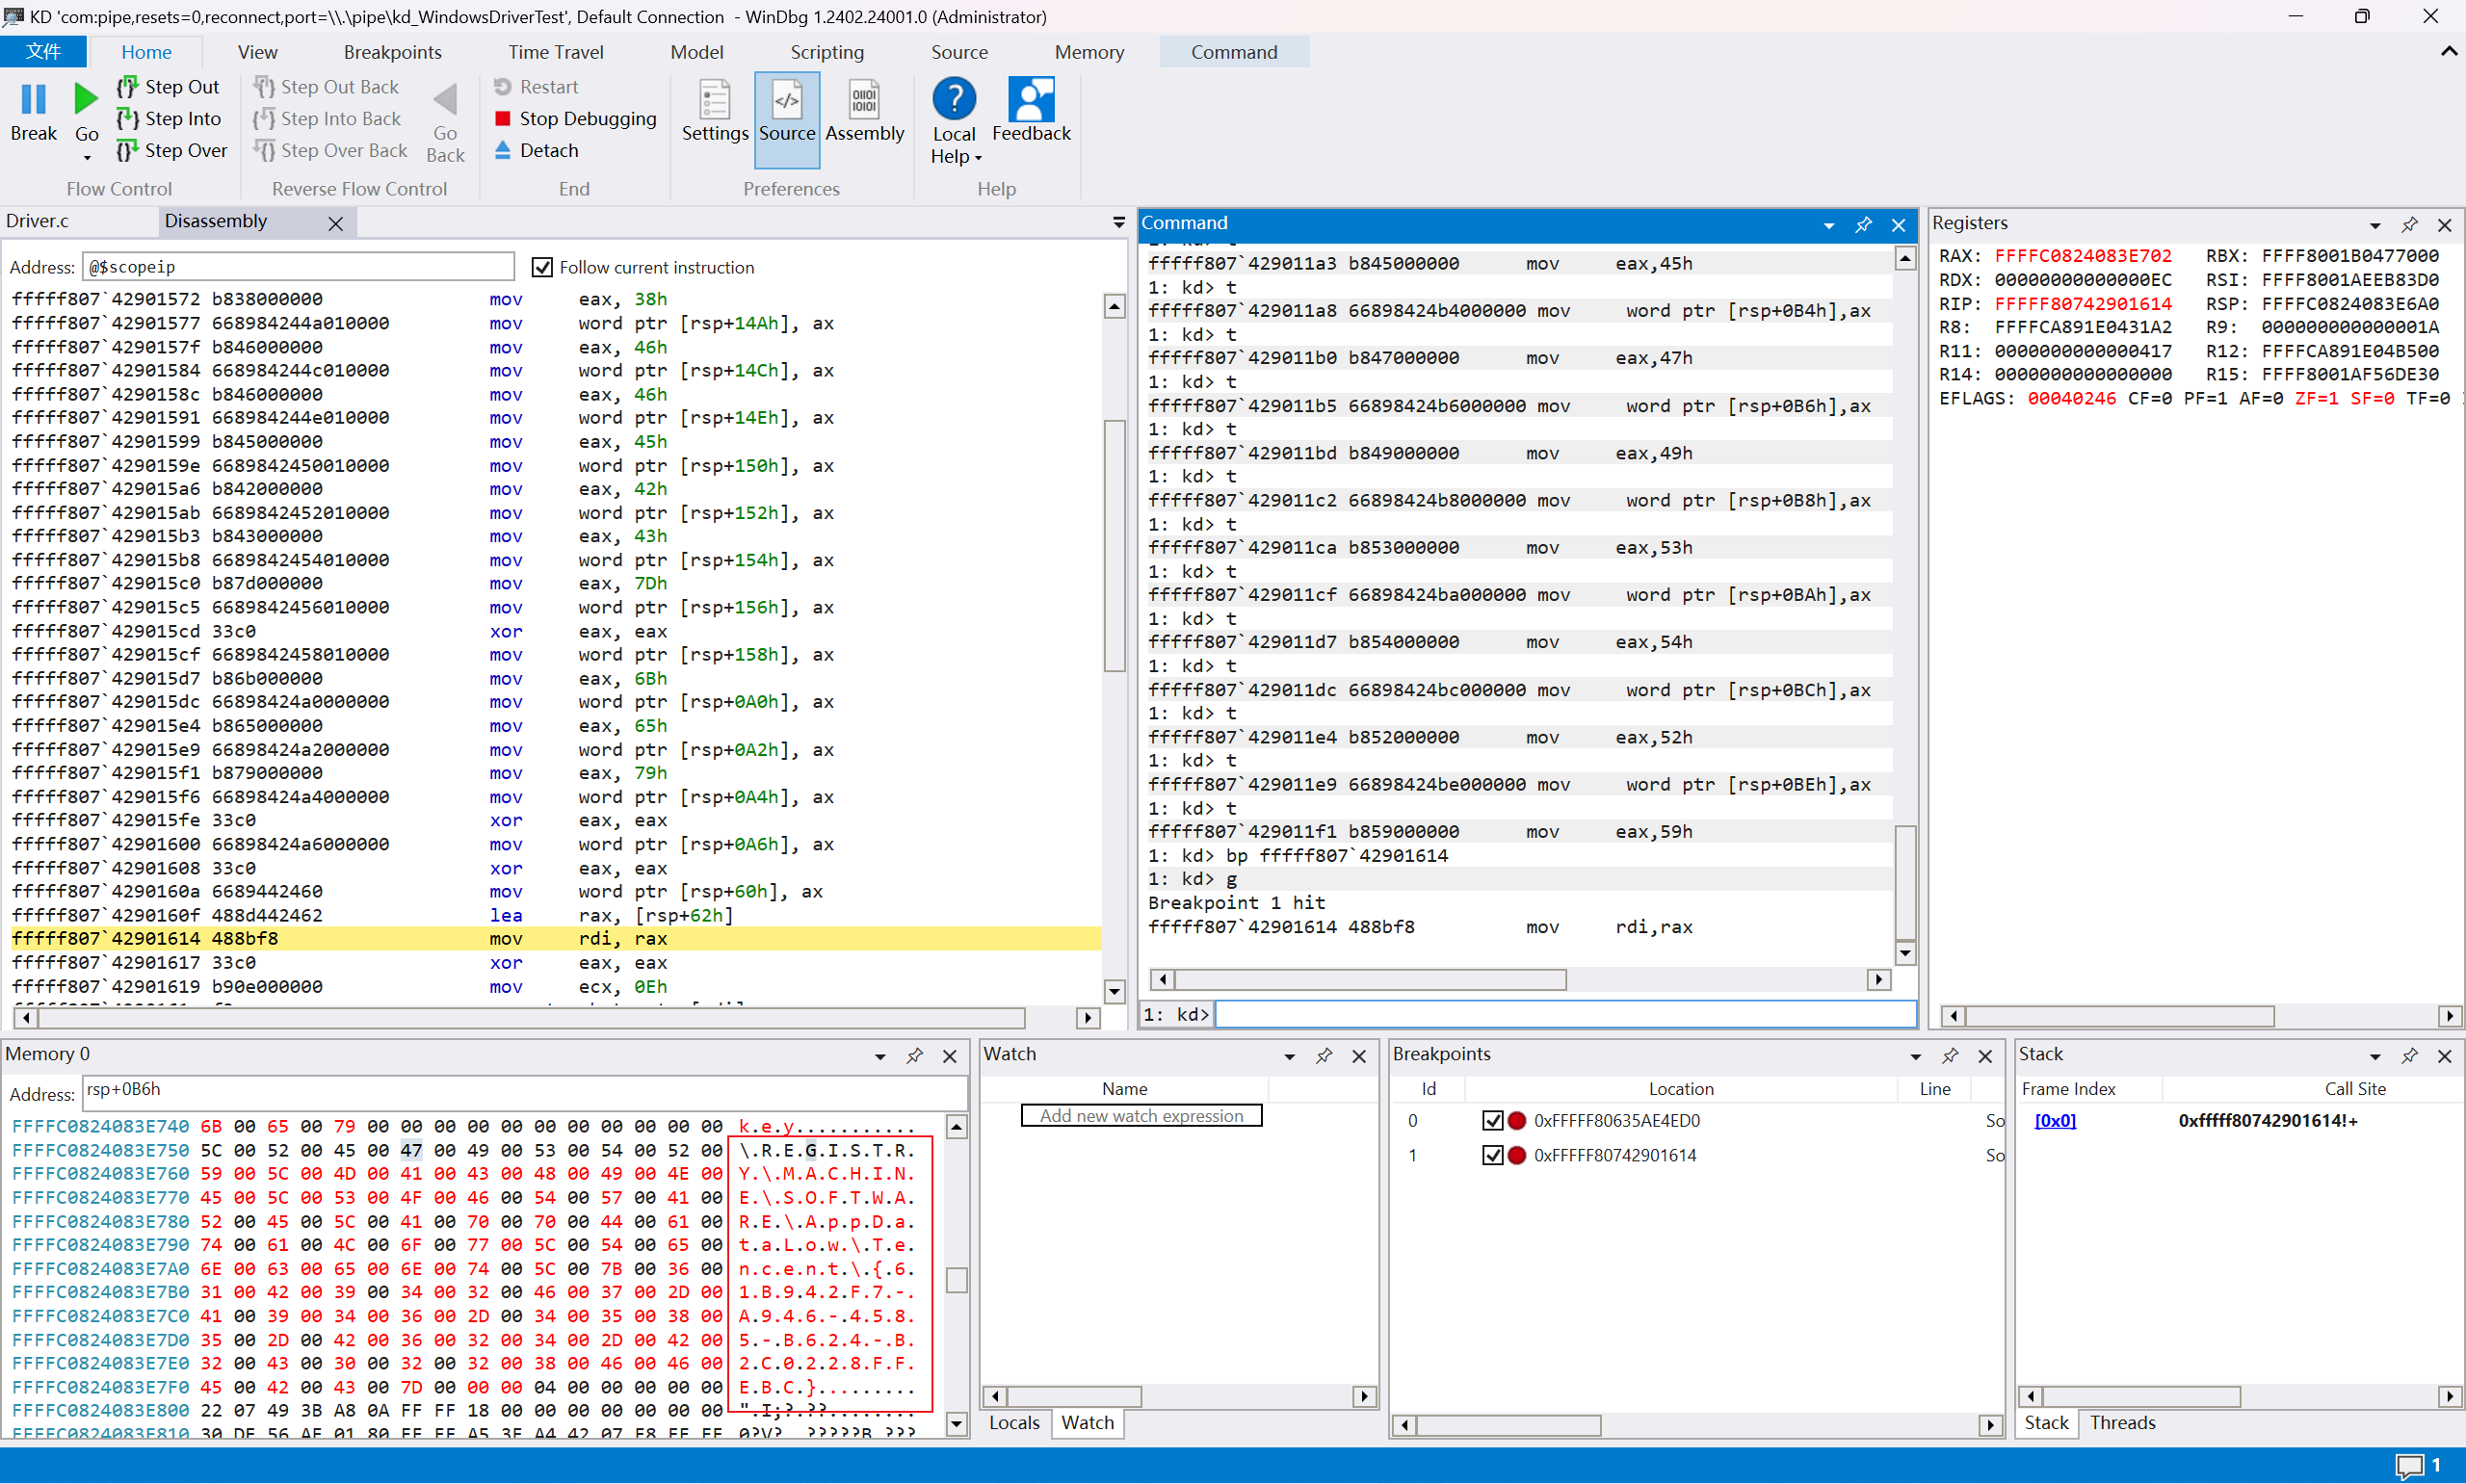 KD 'com:pipe,resets=0,reconnect,port=\\.\pipe\kd_WindowsDriverTest', Default Connection - WinDbg 1.2402.24001.0 (Administrator)
文件 Home View Breakpoints Time Travel Model Scripting Source Memory Command
Break Go
Step Out
Step Into
Step Over
Flow Control
Step Out Back
Step Into Back
Step Over Back
Go Back
Reverse Flow Control
Restart
Stop Debugging
Detach
End
Settings Source Assembly
Preferences
Local Help Feedback
Help
Driver.c Disassembly
Address: @$scopeip Follow current instruction
fffff807`42901572 b838000000 mov eax, 38h
fffff807`42901577 668984244a010000 mov word ptr [rsp+14Ah], ax
fffff807`4290157f b846000000 mov eax, 46h
fffff807`42901584 668984244c010000 mov word ptr [rsp+14Ch], ax
fffff807`4290158c b846000000 mov eax, 46h
fffff807`42901591 668984244e010000 mov word ptr [rsp+14Eh], ax
fffff807`42901599 b845000000 mov eax, 45h
fffff807`4290159e 6689842450010000 mov word ptr [rsp+150h], ax
fffff807`429015a6 b842000000 mov eax, 42h
fffff807`429015ab 6689842452010000 mov word ptr [rsp+152h], ax
fffff807`429015b3 b843000000 mov eax, 43h
fffff807`429015b8 6689842454010000 mov word ptr [rsp+154h], ax
fffff807`429015c0 b87d000000 mov eax, 7Dh
fffff807`429015c5 6689842456010000 mov word ptr [rsp+156h], ax
fffff807`429015cd 33c0 xor eax, eax
fffff807`429015cf 6689842458010000 mov word ptr [rsp+158h], ax
fffff807`429015d7 b86b000000 mov eax, 6Bh
fffff807`429015dc 66898424a0000000 mov word ptr [rsp+0A0h], ax
fffff807`429015e4 b865000000 mov eax, 65h
fffff807`429015e9 66898424a2000000 mov word ptr [rsp+0A2h], ax
fffff807`429015f1 b879000000 mov eax, 79h
fffff807`429015f6 66898424a4000000 mov word ptr [rsp+0A4h], ax
fffff807`429015fe 33c0 xor eax, eax
fffff807`42901600 66898424a6000000 mov word ptr [rsp+0A6h], ax
fffff807`42901608 33c0 xor eax, eax
fffff807`4290160a 6689442460 mov word ptr [rsp+60h], ax
fffff807`4290160f 488d442462 lea rax, [rsp+62h]
fffff807`42901614 488bf8 mov rdi, rax
fffff807`42901617 33c0 xor eax, eax
fffff807`42901619 b90e000000 mov ecx, 0Eh
Command
fffff807`429011a3 b845000000 mov eax,45h
1: kd> t
fffff807`429011a8 66898424b4000000 mov word ptr [rsp+0B4h],ax
1: kd> t
fffff807`429011b0 b847000000 mov eax,47h
1: kd> t
fffff807`429011b5 66898424b6000000 mov word ptr [rsp+0B6h],ax
1: kd> t
fffff807`429011bd b849000000 mov eax,49h
1: kd> t
fffff807`429011c2 66898424b8000000 mov word ptr [rsp+0B8h],ax
1: kd> t
fffff807`429011ca b853000000 mov eax,53h
1: kd> t
fffff807`429011cf 66898424ba000000 mov word ptr [rsp+0BAh],ax
1: kd> t
fffff807`429011d7 b854000000 mov eax,54h
1: kd> t
fffff807`429011dc 66898424bc000000 mov word ptr [rsp+0BCh],ax
1: kd> t
fffff807`429011e4 b852000000 mov eax,52h
1: kd> t
fffff807`429011e9 66898424be000000 mov word ptr [rsp+0BEh],ax
1: kd> t
fffff807`429011f1 b859000000 mov eax,59h
1: kd> bp fffff807`42901614
1: kd> g
Breakpoint 1 hit
fffff807`42901614 488bf8 mov rdi,rax
1: kd>
Registers
RAX: FFFFC0824083E702 RBX: FFFF8001B0477000
RDX: 00000000000000EC RSI: FFFF8001AEEB83D0
RIP: FFFFF80742901614 RSP: FFFFC0824083E6A0
R8: FFFFCA891E0431A2 R9: 000000000000001A
R11: 0000000000000417 R12: FFFFCA891E04B500
R14: 0000000000000000 R15: FFFF8001AF56DE30
EFLAGS: 00040246 CF=0 PF=1 AF=0 ZF=1 SF=0 TF=0
Memory 0
Address: rsp+0B6h
FFFFC0824083E740 6B 00 65 00 79 00 00 00 00 00 00 00 00 00 00 00 k.e.y...........
FFFFC0824083E750 5C 00 52 00 45 00 47 00 49 00 53 00 54 00 52 00 \.R.E.G.I.S.T.R.
FFFFC0824083E760 59 00 5C 00 4D 00 41 00 43 00 48 00 49 00 4E 00 Y.\.M.A.C.H.I.N.
FFFFC0824083E770 45 00 5C 00 53 00 4F 00 46 00 54 00 57 00 41 00 E.\.S.O.F.T.W.A.
FFFFC0824083E780 52 00 45 00 5C 00 41 00 70 00 70 00 44 00 61 00 R.E.\.A.p.p.D.a.
FFFFC0824083E790 74 00 61 00 4C 00 6F 00 77 00 5C 00 54 00 65 00 t.a.L.o.w.\.T.e.
FFFFC0824083E7A0 6E 00 63 00 65 00 6E 00 74 00 5C 00 7B 00 36 00 n.c.e.n.t.\.{.6.
FFFFC0824083E7B0 31 00 42 00 39 00 34 00 32 00 46 00 37 00 2D 00 1.B.9.4.2.F.7.-.
FFFFC0824083E7C0 41 00 39 00 34 00 36 00 2D 00 34 00 35 00 38 00 A.9.4.6.-.4.5.8.
FFFFC0824083E7D0 35 00 2D 00 42 00 36 00 32 00 34 00 2D 00 42 00 5.-.B.6.2.4.-.B.
FFFFC0824083E7E0 32 00 43 00 30 00 32 00 32 00 38 00 46 00 46 00 2.C.0.2.2.8.F.F.
FFFFC0824083E7F0 45 00 42 00 43 00 7D 00 00 00 04 00 00 00 00 00 E.B.C.}.........
FFFFC0824083E800 22 07 49 3B A8 0A FF FF 18 00 00 00 00 00 00 00 ".I;?.??........
Watch
Name
Add new watch expression
Locals Watch
Breakpoints
Id Location Line
0 0xFFFFF80635AE4ED0 So
1 0xFFFFF80742901614 So
Stack
Frame Index Call Site
[0x0] 0xfffff80742901614!+
Stack Threads
1